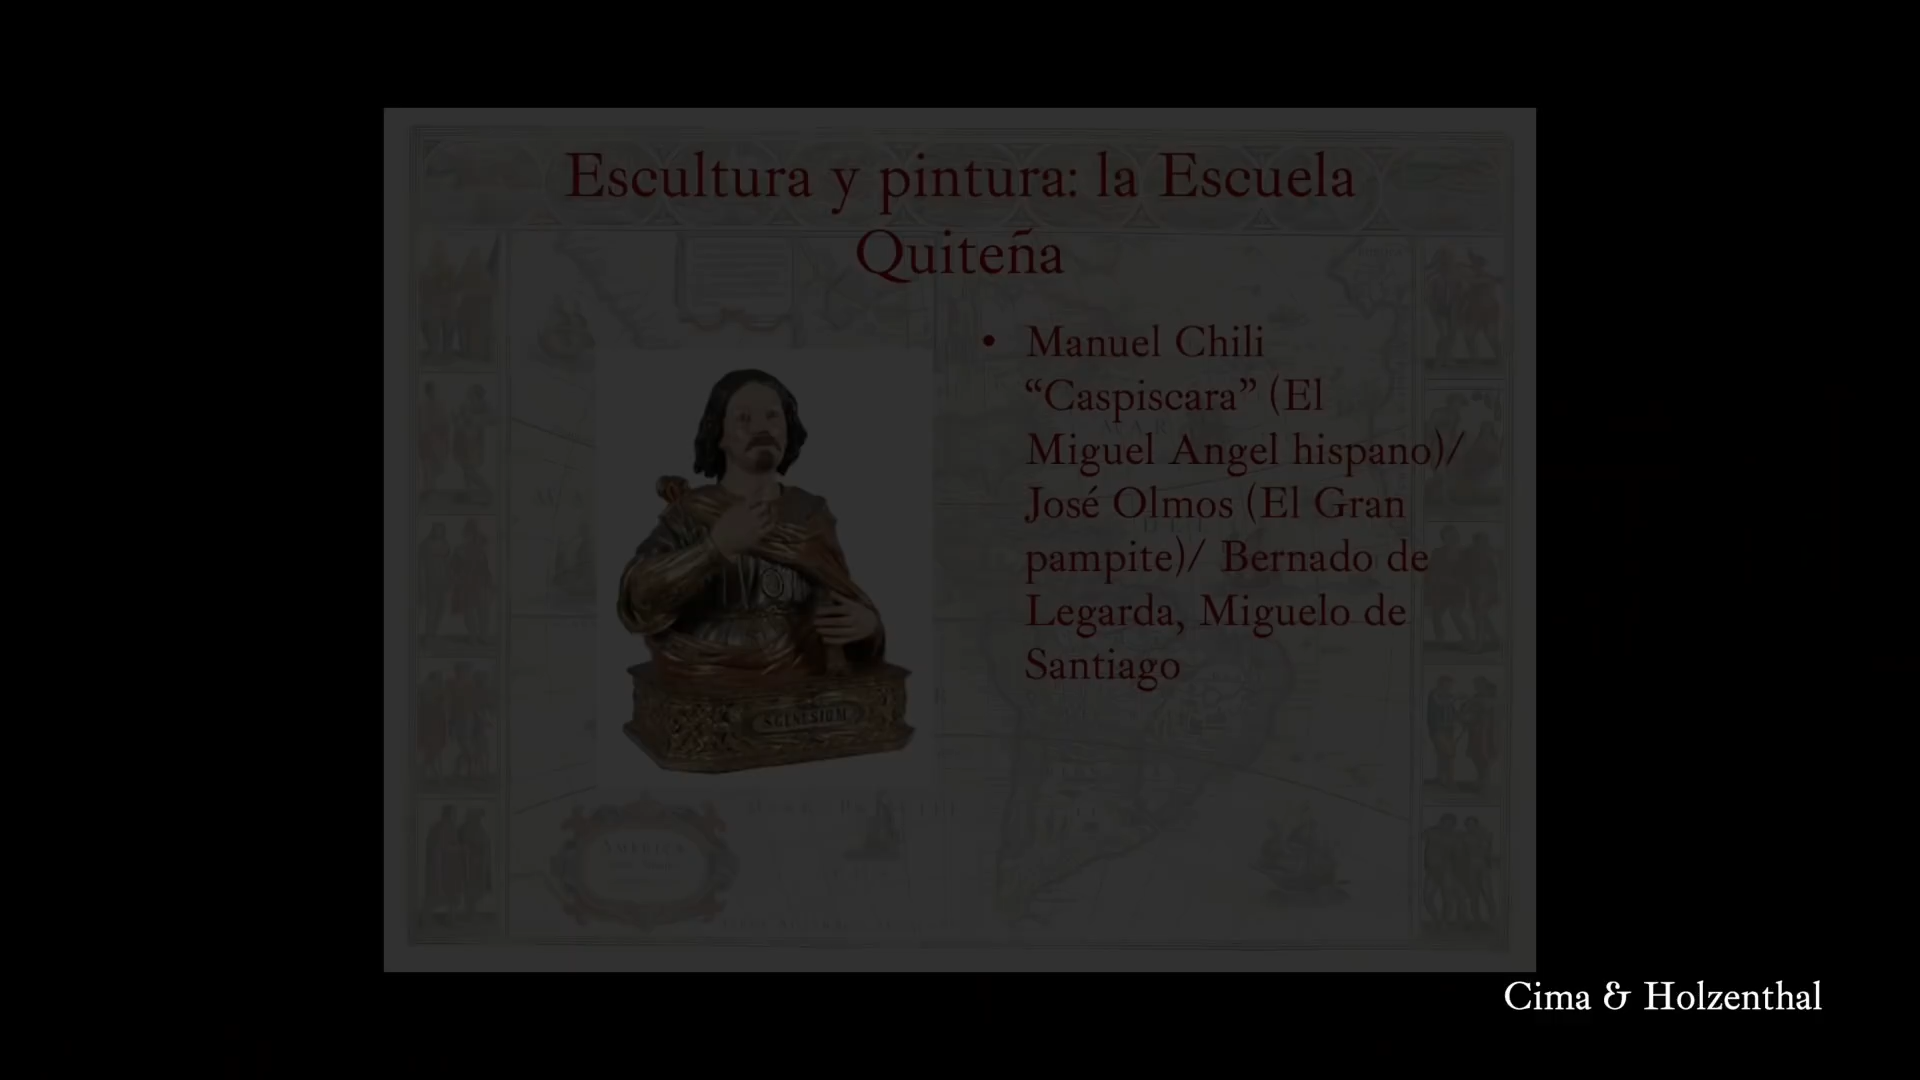 Escultura y pintura: la Escuela
Quiteña
• Manuel Chili
“Caspiscara” (El
Miguel Angel hispano)/
José Olmos (El Gran
pampite)/ Bernado de
Legarda, Miguelo de
Santiago
S GENESIUM
AMERICA
Cima & Holzenthal